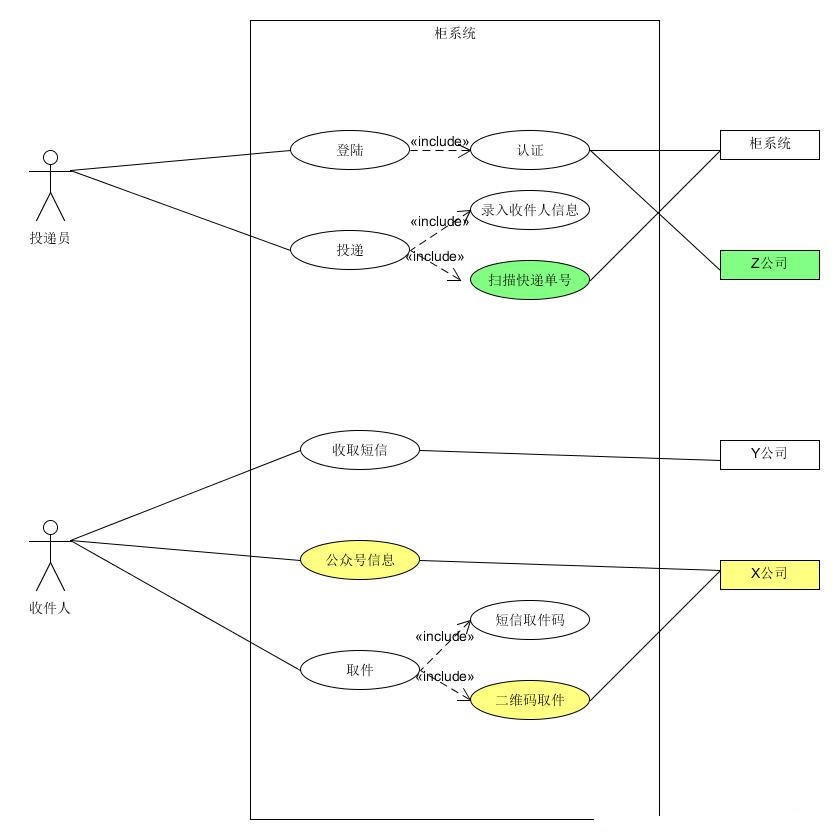 柜系统
登陆
«include»
认证
柜系统
录入收件人信息
«include»
投递员
投递
«include»
扫描快递单号
Z公司
收取短信
Y公司
公众号信息
X公司
收件人
短信取件码
«include»
取件
«include»
二维码取件